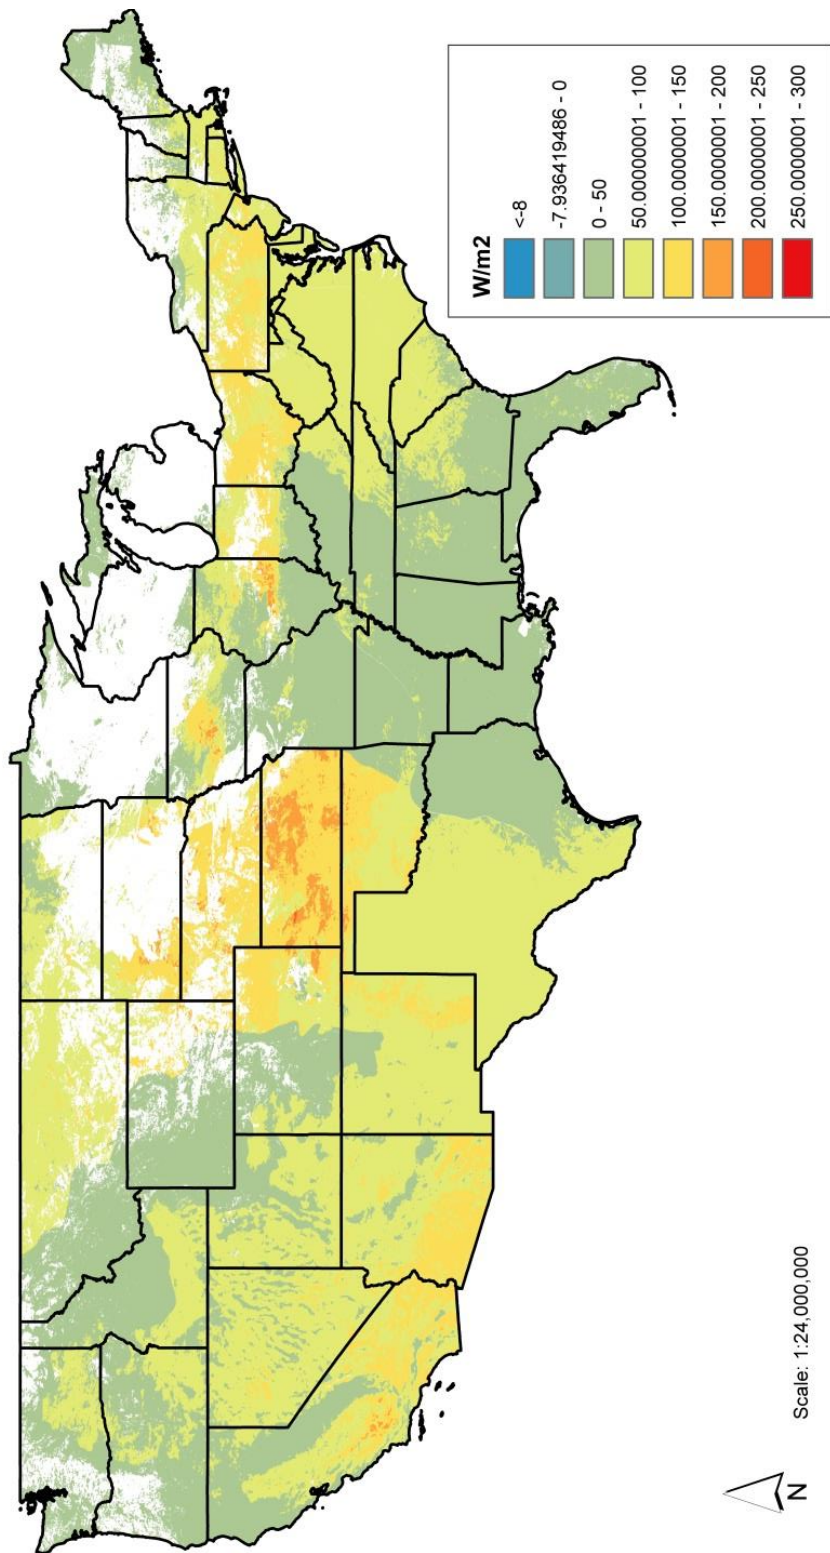 W/m2
<-8
-7.936419486 - 0
0 - 50
50.00000001 - 100
100.0000001 - 150
150.0000001 - 200
200.0000001 - 250
250.0000001 - 300
Scale: 1:24,000,000
N